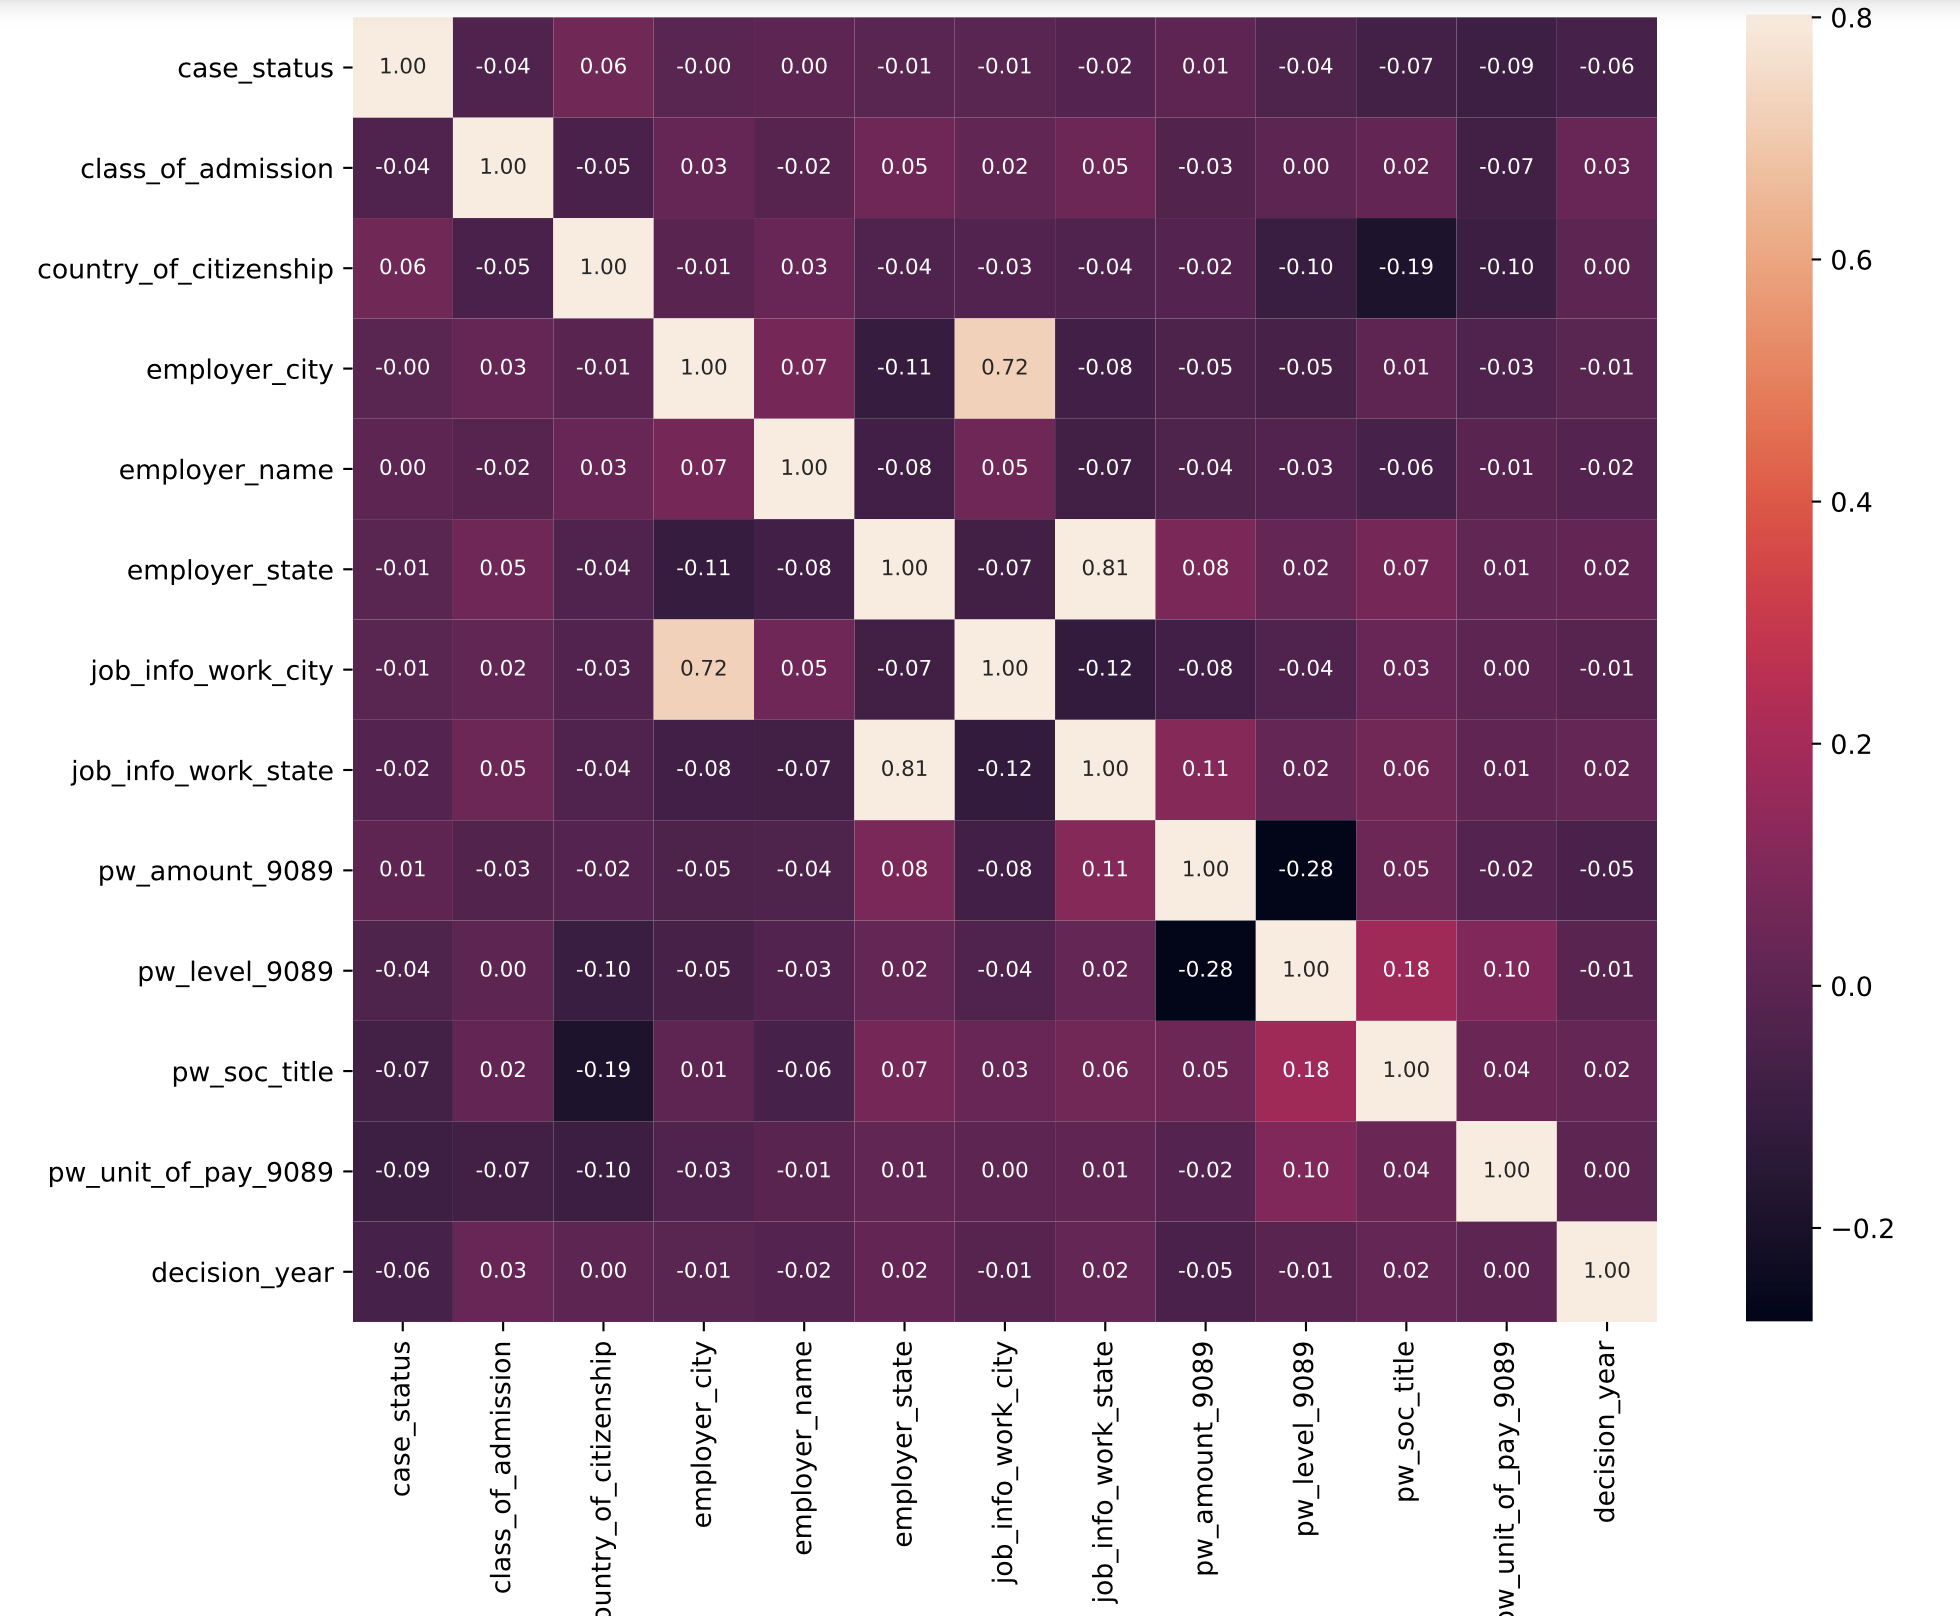 case_status 1.00 -0.04 0.06 -0.00 0.00 -0.01 -0.01 -0.02 0.01 -0.04 -0.07 -0.09 -0.06
class_of_admission -0.04 1.00 -0.05 0.03 -0.02 0.05 0.02 0.05 -0.03 0.00 0.02 -0.07 0.03
country_of_citizenship 0.06 -0.05 1.00 -0.01 0.03 -0.04 -0.03 -0.04 -0.02 -0.10 -0.19 -0.10 0.00
employer_city -0.00 0.03 -0.01 1.00 0.07 -0.11 0.72 -0.08 -0.05 -0.05 0.01 -0.03 -0.01
employer_name 0.00 -0.02 0.03 0.07 1.00 -0.08 0.05 -0.07 -0.04 -0.03 -0.06 -0.01 -0.02
employer_state -0.01 0.05 -0.04 -0.11 -0.08 1.00 -0.07 0.81 0.08 0.02 0.07 0.01 0.02
job_info_work_city -0.01 0.02 -0.03 0.72 0.05 -0.07 1.00 -0.12 -0.08 -0.04 0.03 0.00 -0.01
job_info_work_state -0.02 0.05 -0.04 -0.08 -0.07 0.81 -0.12 1.00 0.11 0.02 0.06 0.01 0.02
pw_amount_9089 0.01 -0.03 -0.02 -0.05 -0.04 0.08 -0.08 0.11 1.00 -0.28 0.05 -0.02 -0.05
pw_level_9089 -0.04 0.00 -0.10 -0.05 -0.03 0.02 -0.04 0.02 -0.28 1.00 0.18 0.10 -0.01
pw_soc_title -0.07 0.02 -0.19 0.01 -0.06 0.07 0.03 0.06 0.05 0.18 1.00 0.04 0.02
pw_unit_of_pay_9089 -0.09 -0.07 -0.10 -0.03 -0.01 0.01 0.00 0.01 -0.02 0.10 0.04 1.00 0.00
decision_year -0.06 0.03 0.00 -0.01 -0.02 0.02 -0.01 0.02 -0.05 -0.01 0.02 0.00 1.00
case_status
class_of_admission
ountry_of_citizenship
employer_city
employer_name
employer_state
job_info_work_city
job_info_work_state
pw_amount_9089
pw_level_9089
pw_soc_title
pw_unit_of_pay_9089
decision_year
0.8
0.6
0.4
0.2
0.0
−0.2